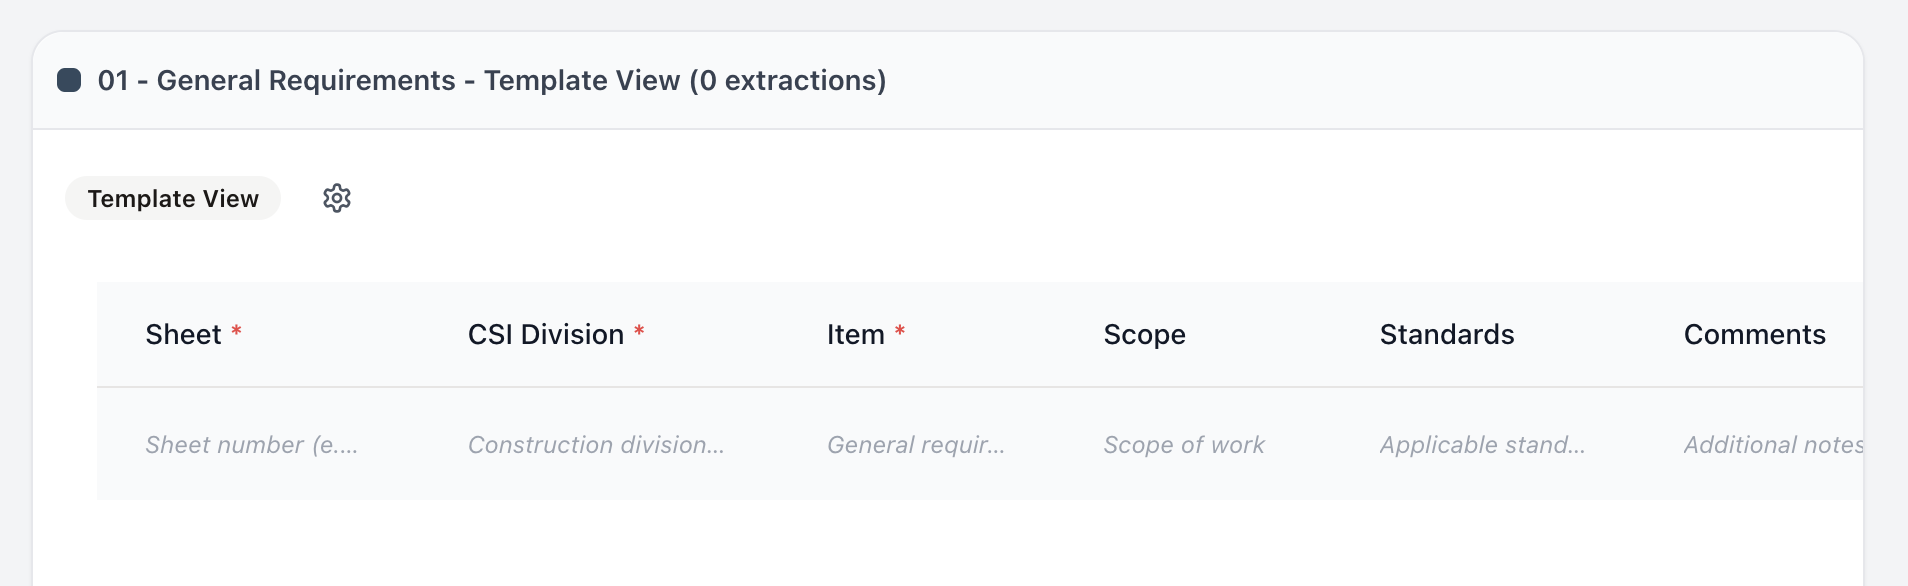 01 - General Requirements - Template View (0 extractions)
Template View
Sheet * CSI Division * Item * Scope Standards Comments
Sheet number (e.... Construction division... General requir... Scope of work Applicable stand... Additional notes